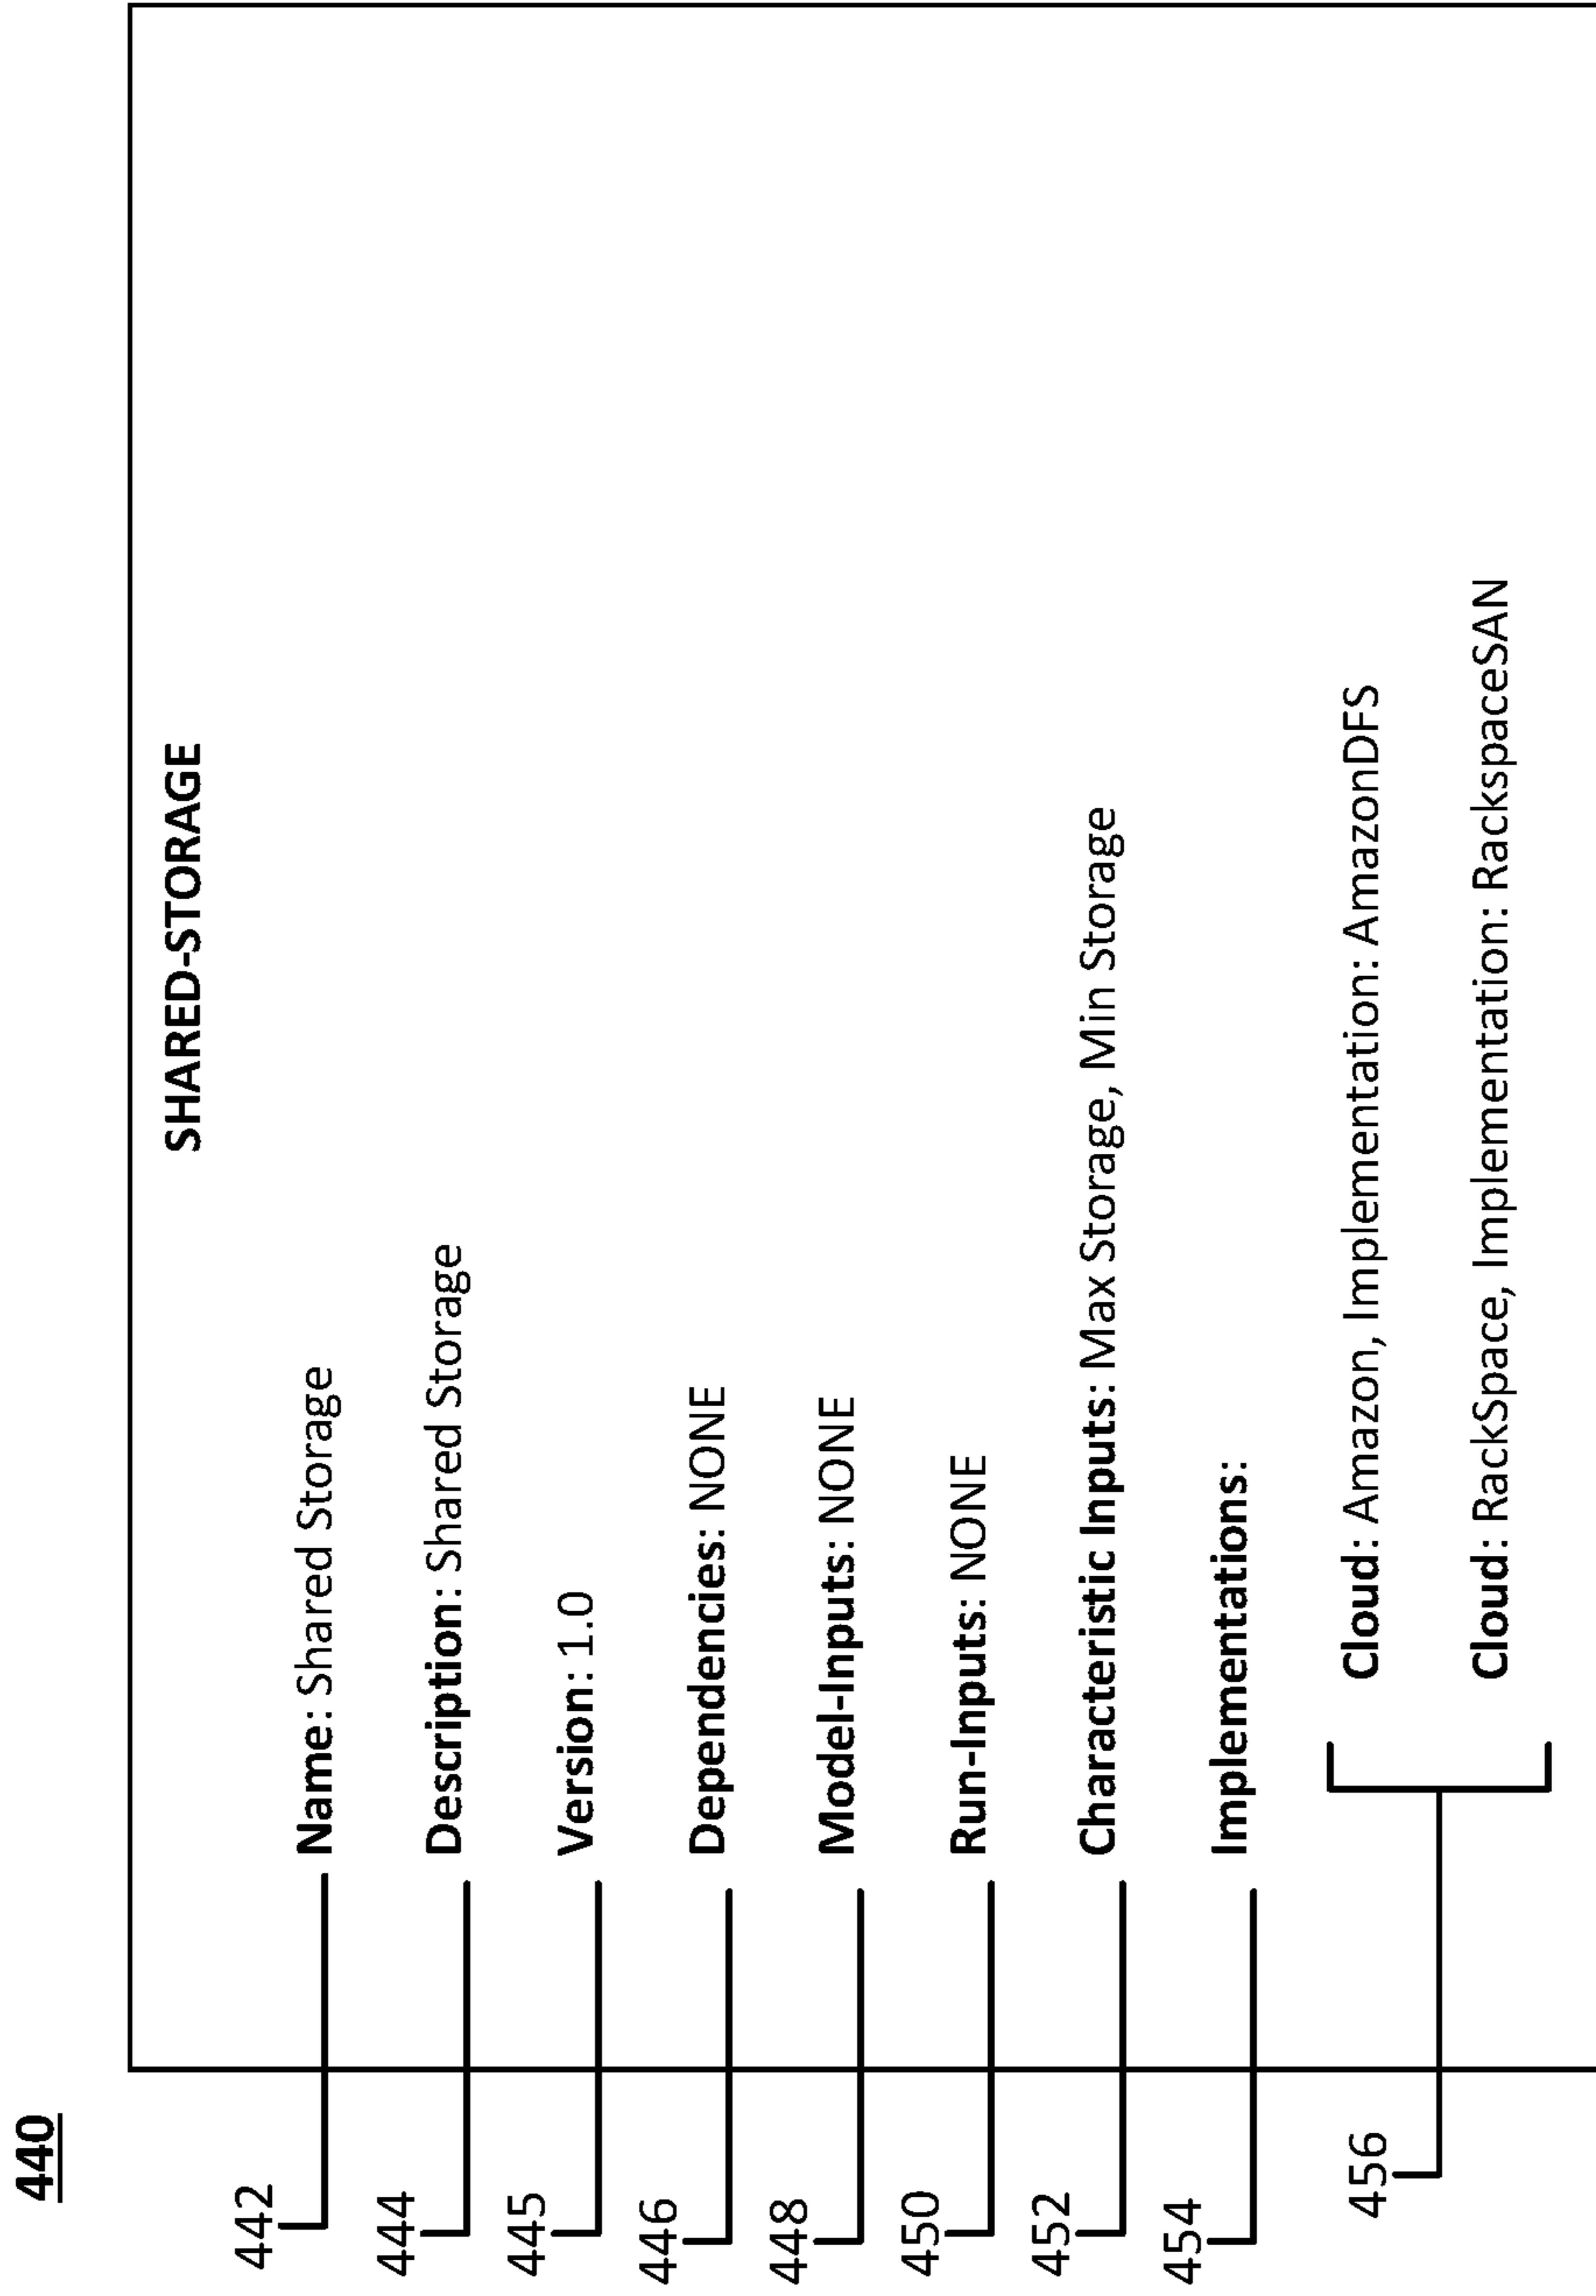 440
SHARED-STORAGE
442 Name: Shared Storage
444 Description: Shared Storage
445 Version: 1.0
446 Dependencies: NONE
448 Model-Inputs: NONE
450 Run-Inputs: NONE
452 Characteristic Inputs: Max Storage, Min Storage
454 Implementations:
Cloud: Amazon, Implementation: AmazonDFS
456
Cloud: RackSpace, Implementation: RackspaceSAN